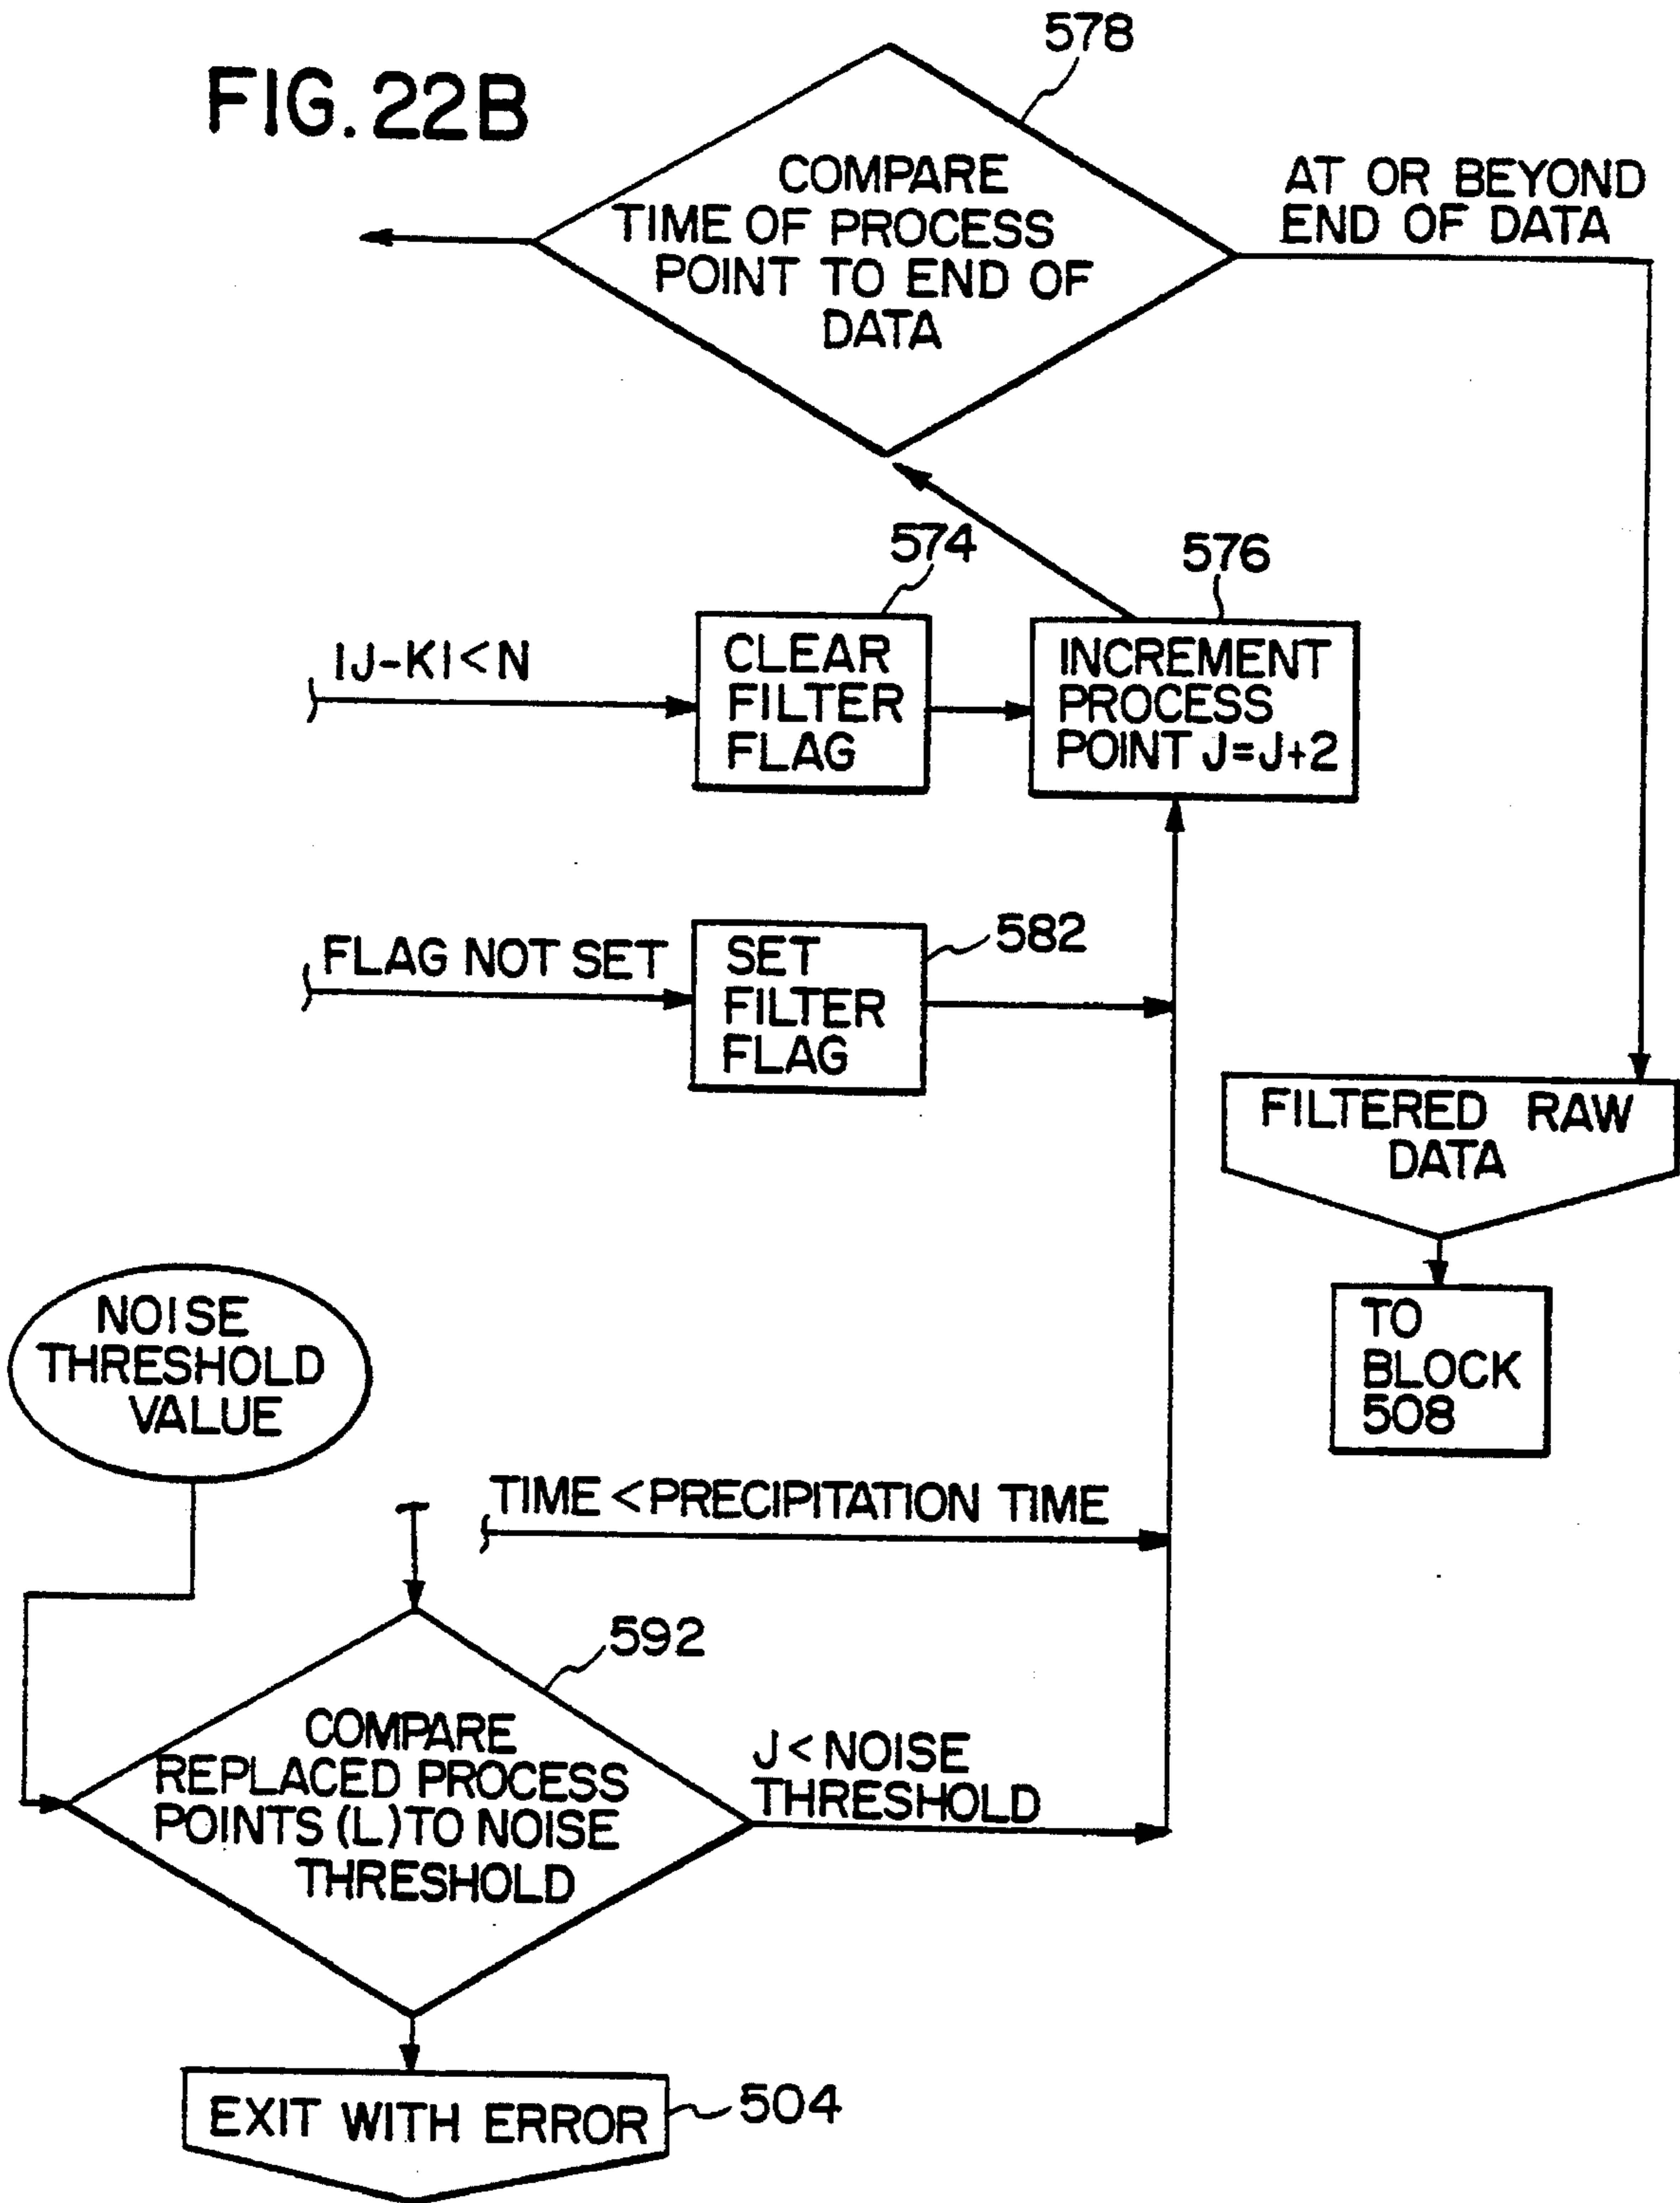 FIG. 22B
578
COMPARE
TIME OF PROCESS
POINT TO END OF
DATA
AT OR BEYOND
END OF DATA
574
576
IJ-KI<N
CLEAR
FILTER
FLAG
INCREMENT
PROCESS
POINT J=J+2
FLAG NOT SET
SET
FILTER
FLAG
582
FILTERED RAW
DATA
TO
BLOCK
508
NOISE
THRESHOLD
VALUE
TIME <PRECIPITATION TIME
592
COMPARE
REPLACED PROCESS
POINTS (L) TO NOISE
THRESHOLD
J < NOISE
THRESHOLD
EXIT WITH ERROR
504